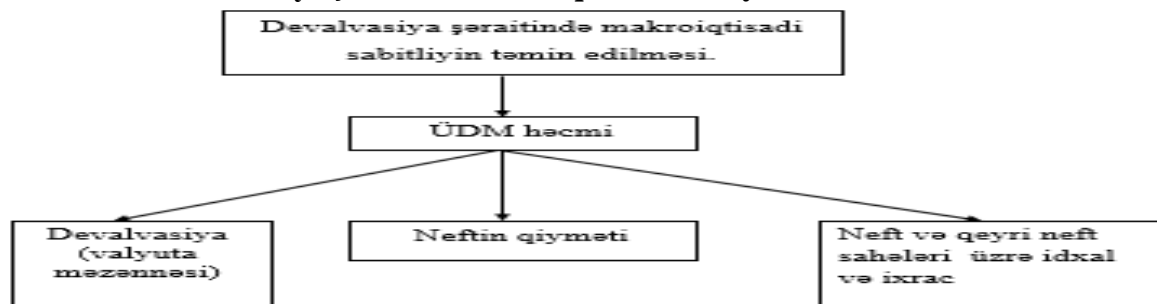 Devalvasiya şəraitində makroiqtisadi
sabitliyin təmin edilməsi.
ÜDM həcmi
Devalvasiya
(valyuta
məzənnəsi)
Neftin qiyməti
Neft və qeyri neft
sahələri üzrə idxal
və ixrac